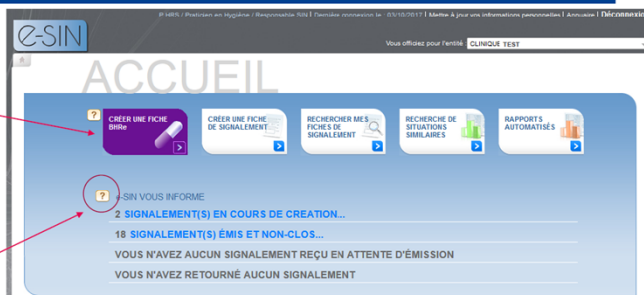 P HRS / Praticien en Hygiène / Responsable SIN | Dernière connexion le : 03/10/2017 | Mettre à jour vos informations personnelles | Annuaire | Déconnexio
e-SIN
Vous officiez pour l'entité : CLINIQUE TEST
ACCUEIL
?
CRÉER UNE FICHE
BHRe
CRÉER UNE FICHE
DE SIGNALEMENT
RECHERCHER MES
FICHES DE
SIGNALEMENT
RECHERCHE DE
SITUATIONS
SIMILAIRES
RAPPORTS
AUTOMATISÉS
? e-SIN VOUS INFORME
2 SIGNALEMENT(S) EN COURS DE CREATION...
18 SIGNALEMENT(S) ÉMIS ET NON-CLOS...
VOUS N'AVEZ AUCUN SIGNALEMENT REÇU EN ATTENTE D'ÉMISSION
VOUS N'AVEZ RETOURNÉ AUCUN SIGNALEMENT